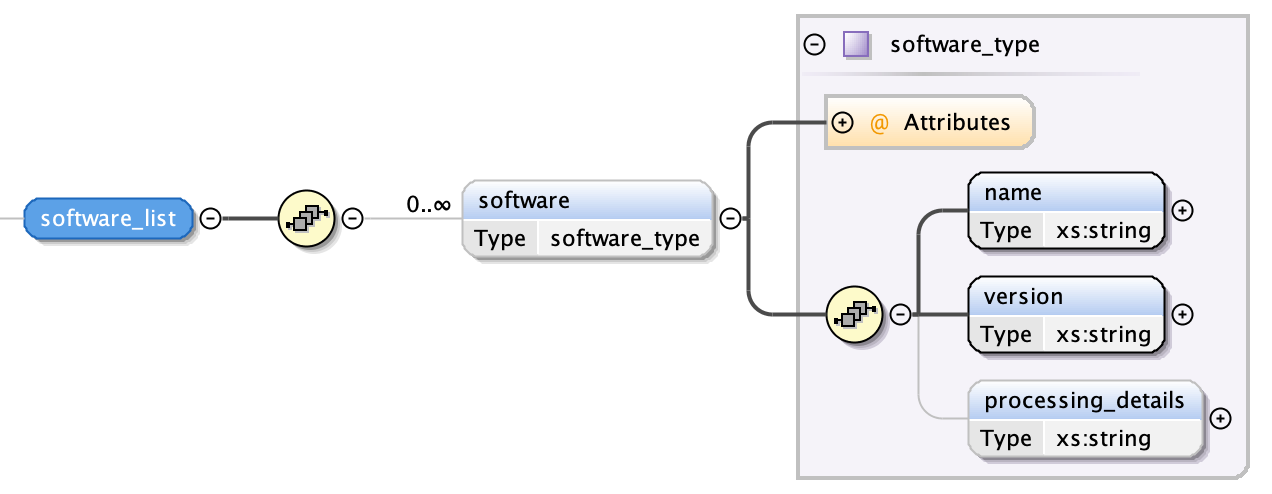 software_type
@ Attributes
software_list
0..∞
software
Type software_type
name
Type xs:string
version
Type xs:string
processing_details
Type xs:string